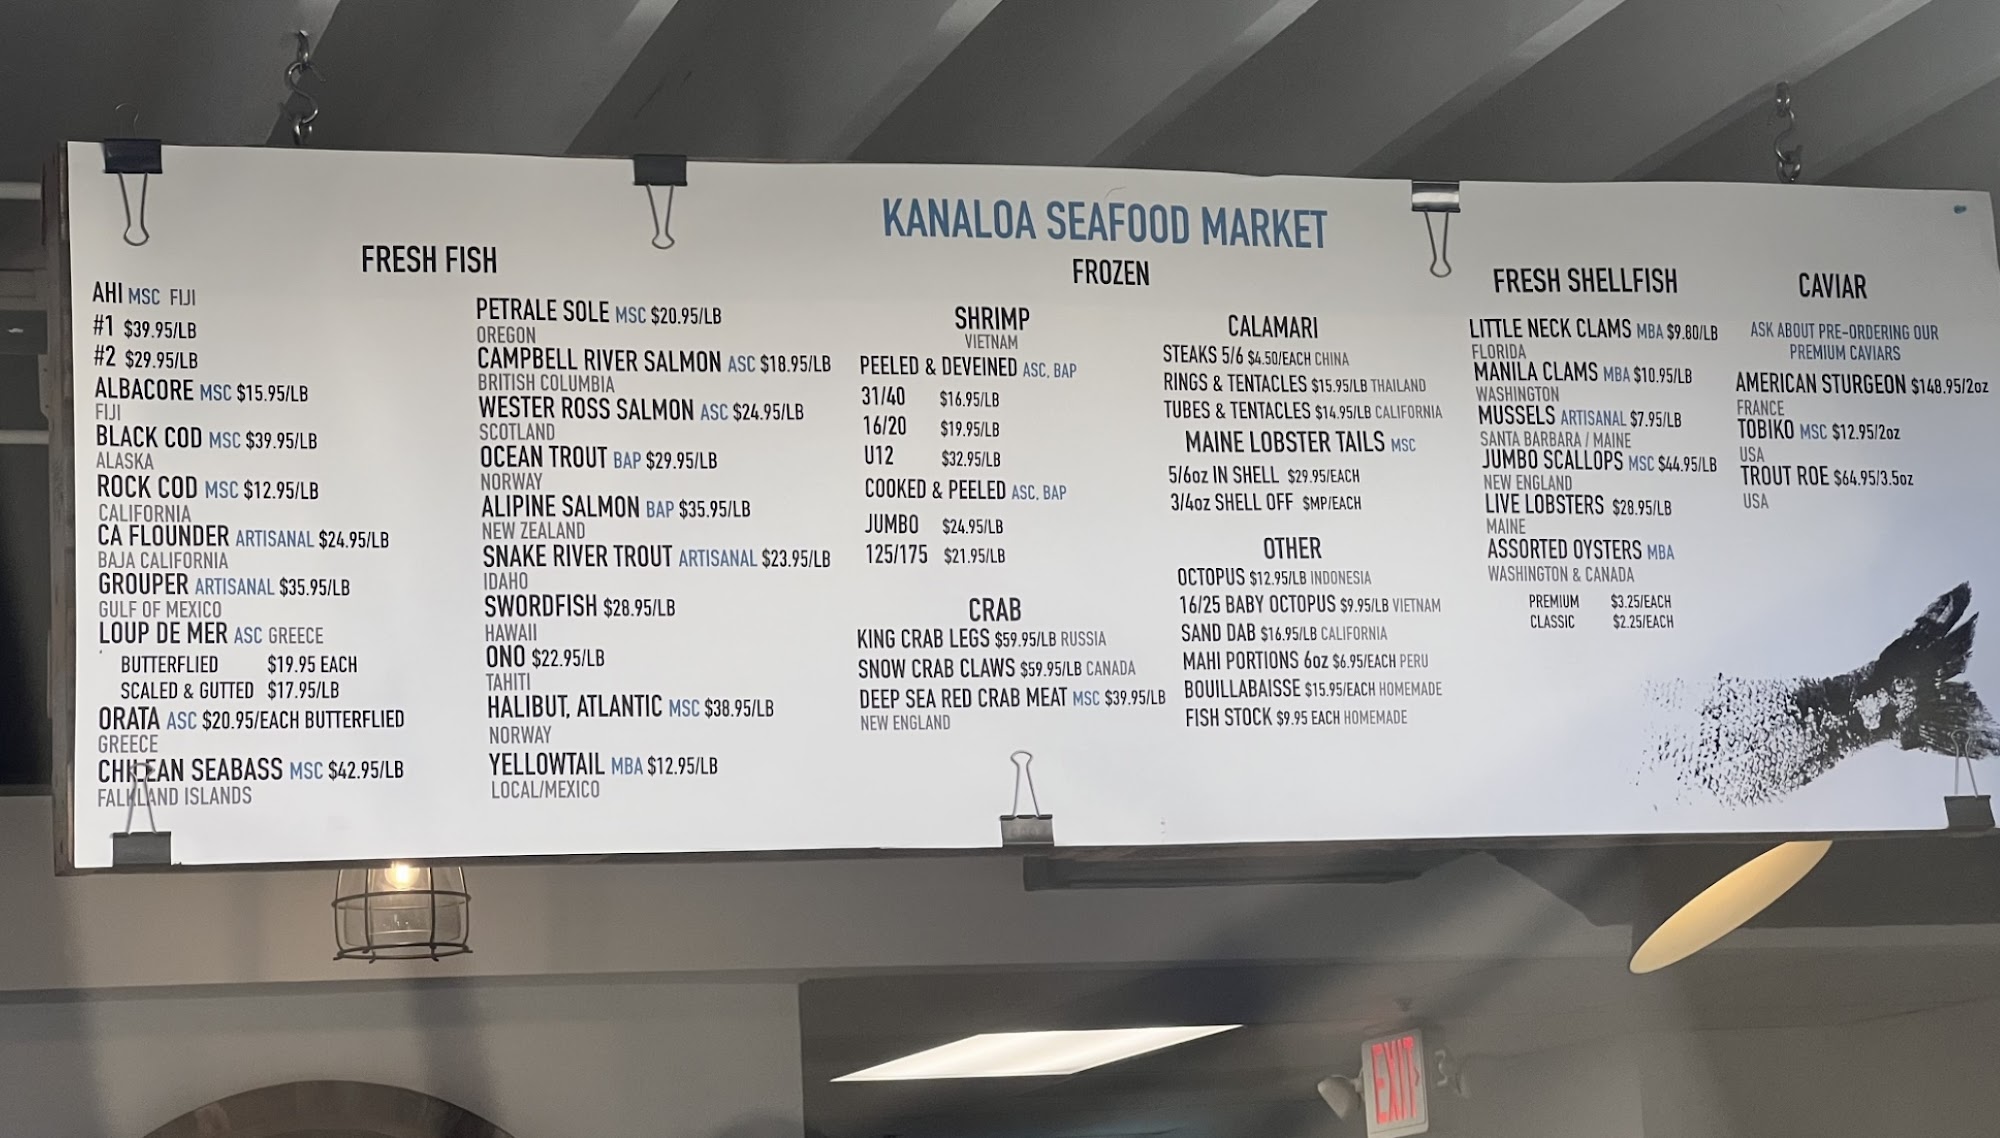 KANALOA SEAFOOD MARKET
FRESH FISH
AHI MSC FIJI
#1 $39.95/LB
#2 $29.95/LB
ALBACORE MSC $15.95/LB
FIJI
BLACK COD MSC $39.95/LB
ALASKA
ROCK COD MSC $12.95/LB
CALIFORNIA
CA FLOUNDER ARTISANAL $24.95/LB
BAJA CALIFORNIA
GROUPER ARTISANAL $35.95/LB
GULF OF MEXICO
LOUP DE MER ASC GREECE
BUTTERFLIED $19.95 EACH
SCALED & GUTTED $17.95/LB
ORATA ASC $20.95/EACH BUTTERFLIED
GREECE
CHILEAN SEABASS MSC $42.95/LB
FALKLAND ISLANDS
PETRALE SOLE MSC $20.95/LB
OREGON
CAMPBELL RIVER SALMON ASC $18.95/LB
BRITISH COLUMBIA
WESTER ROSS SALMON ASC $24.95/LB
SCOTLAND
OCEAN TROUT BAP $29.95/LB
NORWAY
ALIPINE SALMON BAP $35.95/LB
NEW ZEALAND
SNAKE RIVER TROUT ARTISANAL $23.95/LB
IDAHO
SWORDFISH $28.95/LB
HAWAII
ONO $22.95/LB
TAHITI
HALIBUT, ATLANTIC MSC $38.95/LB
NORWAY
YELLOWTAIL MBA $12.95/LB
LOCAL/MEXICO
FROZEN
SHRIMP
VIETNAM
PEELED & DEVEINED ASC, BAP
31/40 $16.95/LB
16/20 $19.95/LB
U12 $32.95/LB
COOKED & PEELED ASC, BAP
JUMBO $24.95/LB
125/175 $21.95/LB
CRAB
KING CRAB LEGS $59.95/LB RUSSIA
SNOW CRAB CLAWS $59.95/LB CANADA
DEEP SEA RED CRAB MEAT MSC $39.95/LB
NEW ENGLAND
CALAMARI
STEAKS 5/6 $4.50/EACH CHINA
RINGS & TENTACLES $15.95/LB THAILAND
TUBES & TENTACLES $14.95/LB CALIFORNIA
MAINE LOBSTER TAILS MSC
5/6oz IN SHELL $29.95/EACH
3/4oz SHELL OFF $MP/EACH
OTHER
OCTOPUS $12.95/LB INDONESIA
16/25 BABY OCTOPUS $9.95/LB VIETNAM
SAND DAB $16.95/LB CALIFORNIA
MAHI PORTIONS 6oz $6.95/EACH PERU
BOUILLABAISSE $15.95/EACH HOMEMADE
FISH STOCK $9.95 EACH HOMEMADE
FRESH SHELLFISH
LITTLE NECK CLAMS MBA $9.80/LB
FLORIDA
MANILA CLAMS MBA $10.95/LB
WASHINGTON
MUSSELS ARTISANAL $7.95/LB
SANTA BARBARA / MAINE
JUMBO SCALLOPS MSC $44.95/LB
NEW ENGLAND
LIVE LOBSTERS $28.95/LB
MAINE
ASSORTED OYSTERS MBA
WASHINGTON & CANADA
PREMIUM $3.25/EACH
CLASSIC $2.25/EACH
CAVIAR
ASK ABOUT PRE-ORDERING OUR
PREMIUM CAVIARS
AMERICAN STURGEON $148.95/2oz
FRANCE
TOBIKO MSC $12.95/2oz
USA
TROUT ROE $64.95/3.5oz
USA
EXIT